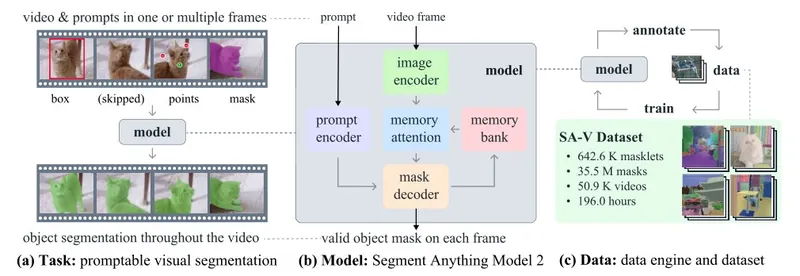 video & prompts in one or multiple frames
box (skipped) points mask
model
object segmentation throughout the video
(a) Task: promptable visual segmentation
prompt video frame
image
encoder
model
prompt
encoder
memory
attention
memory
bank
mask
decoder
valid object mask on each frame
(b) Model: Segment Anything Model 2
annotate
model
data
train
SA-V Dataset
• 642.6 K masklets
• 35.5 M masks
• 50.9 K videos
• 196.0 hours
(c) Data: data engine and dataset